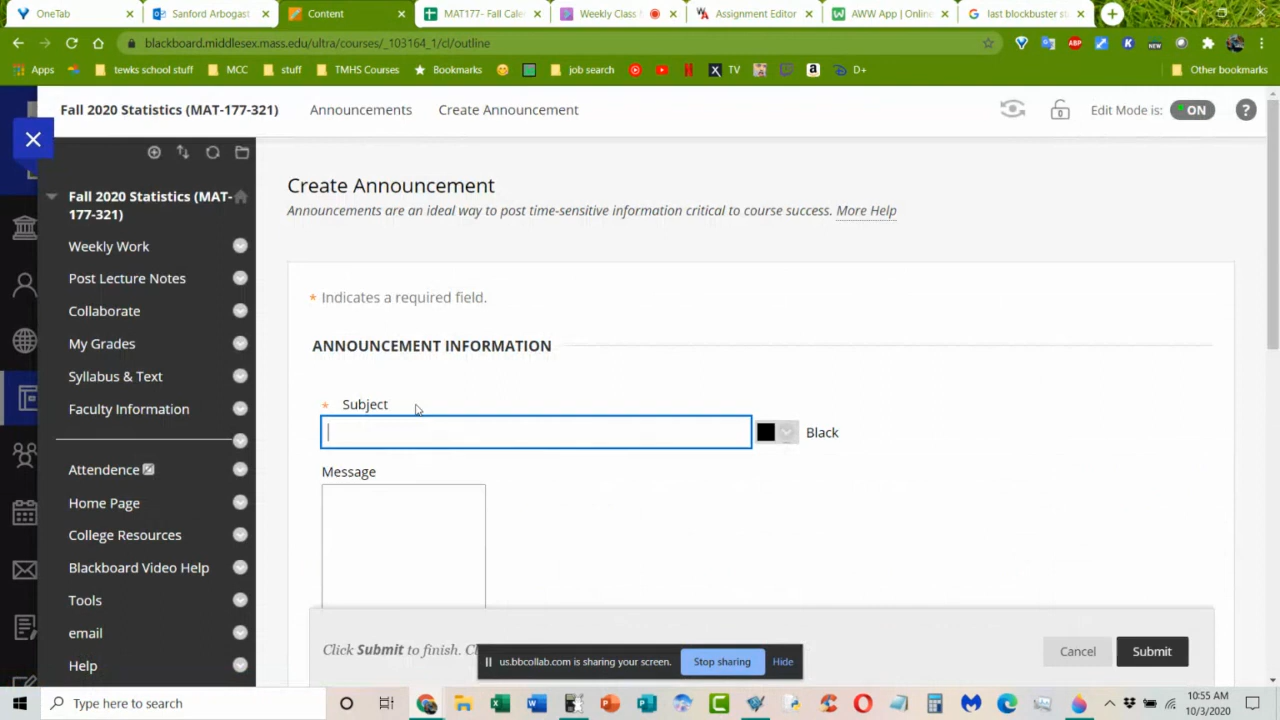 OneTab
Sanford Arbogast
Content
MAT177- Fall Cale
Weekly Class
Assignment Editor
AWW App | Online
last blockbuster st
blackboard.middlesex.mass.edu/ultra/courses/_103164_1/cl/outline
Apps
tewks school stuff
MCC
stuff
TMHS Courses
Bookmarks
job search
TV
D+
Other bookmarks
Fall 2020 Statistics (MAT-177-321)
Announcements
Create Announcement
Edit Mode is:
ON
?
Fall 2020 Statistics (MAT-
177-321)
Weekly Work
Post Lecture Notes
Collaborate
My Grades
Syllabus & Text
Faculty Information
Attendence
Home Page
College Resources
Blackboard Video Help
Tools
email
Help
Create Announcement
Announcements are an ideal way to post time-sensitive information critical to course success. More Help
* Indicates a required field.
ANNOUNCEMENT INFORMATION
* Subject
Black
Message
Click Submit to finish.
us.bbcollab.com is sharing your screen.
Stop sharing
Hide
Cancel
Submit
Type here to search
10:55 AM
10/3/2020